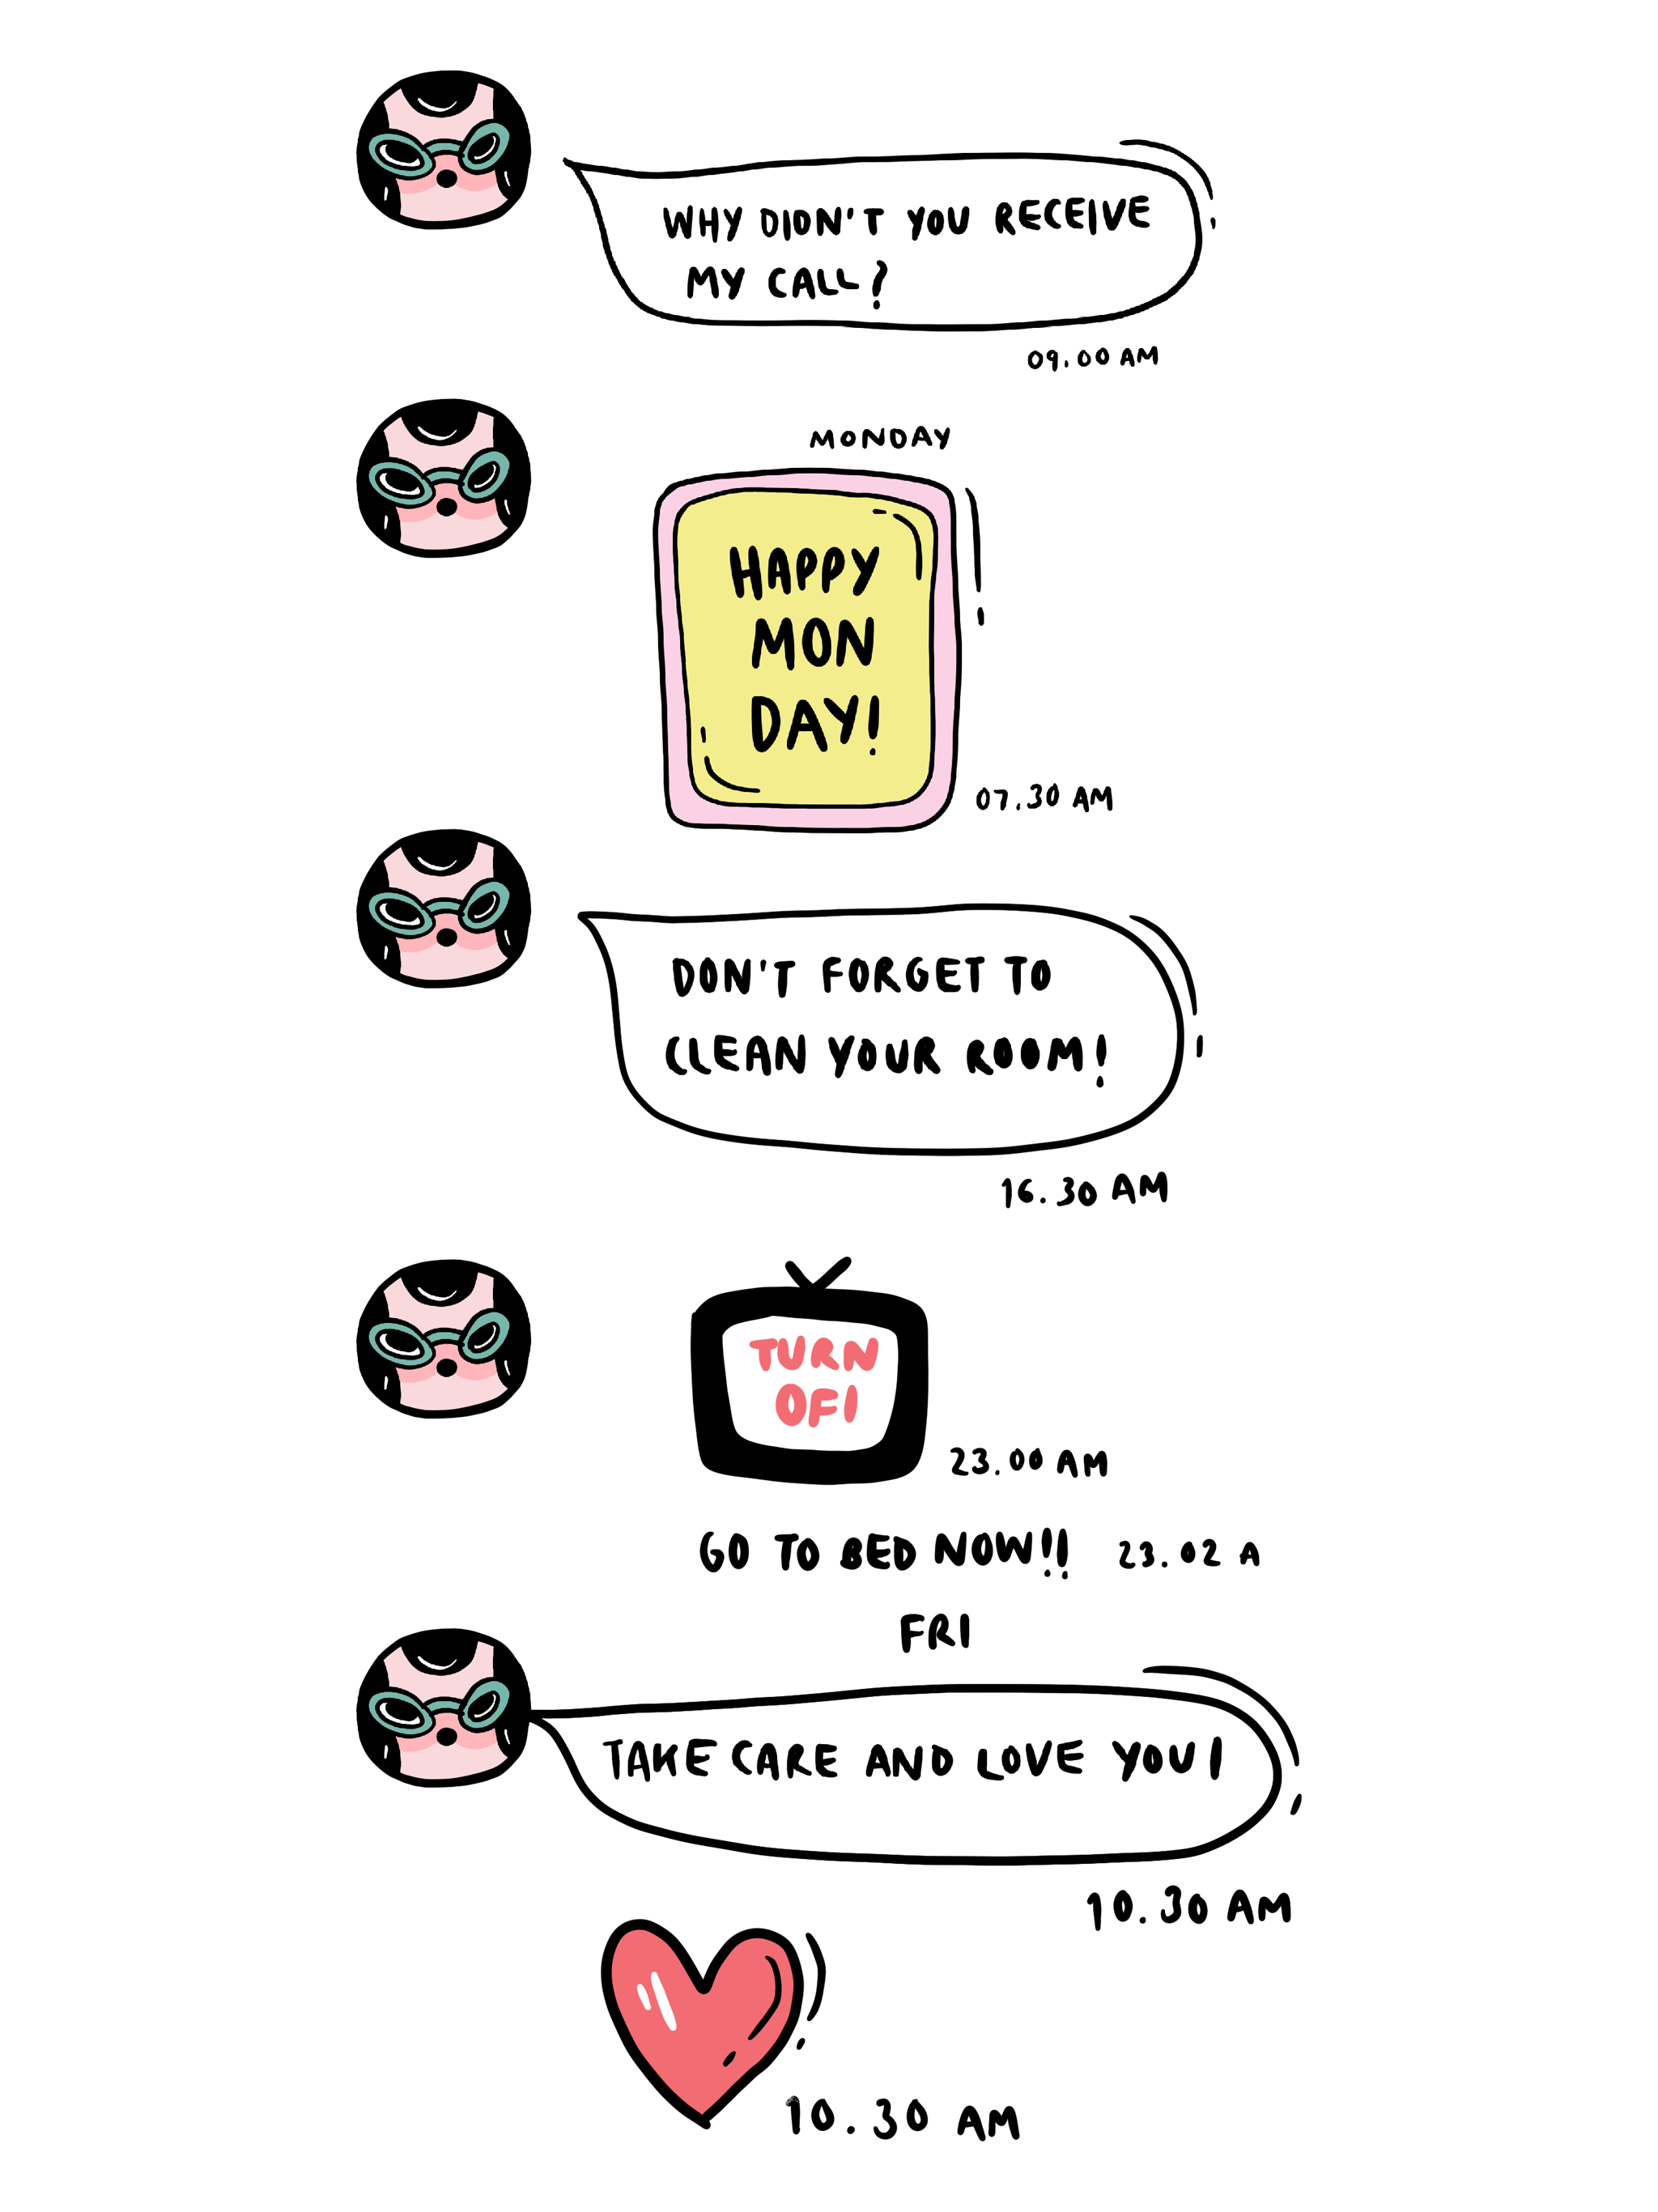 WHY DIDN'T YOU RECEIVE
MY CALL?
09.00 AM
MONDAY
HAPPY
MON
DAY!
07.30 AM
DON'T FORGET TO
CLEAN YOUR ROOM!
16.30 AM
TURN
OFI
23.00 AM
GO TO BED NOW!! 23.02 A
FRI
TAKE CARE AND LOVE YOU I
10.30 AM
10.30 AM